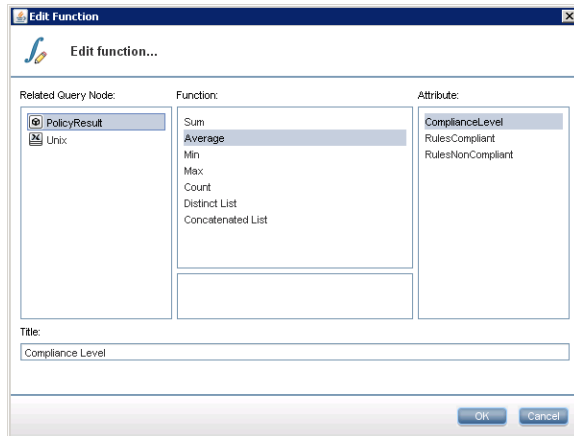 Edit Function
Edit function...
Related Query Node:
Function:
Attribute:
PolicyResult
Unix
Sum
Average
Min
Max
Count
Distinct List
Concatenated List
ComplianceLevel
RulesCompliant
RulesNonCompliant
Title:
Compliance Level
OK
Cancel